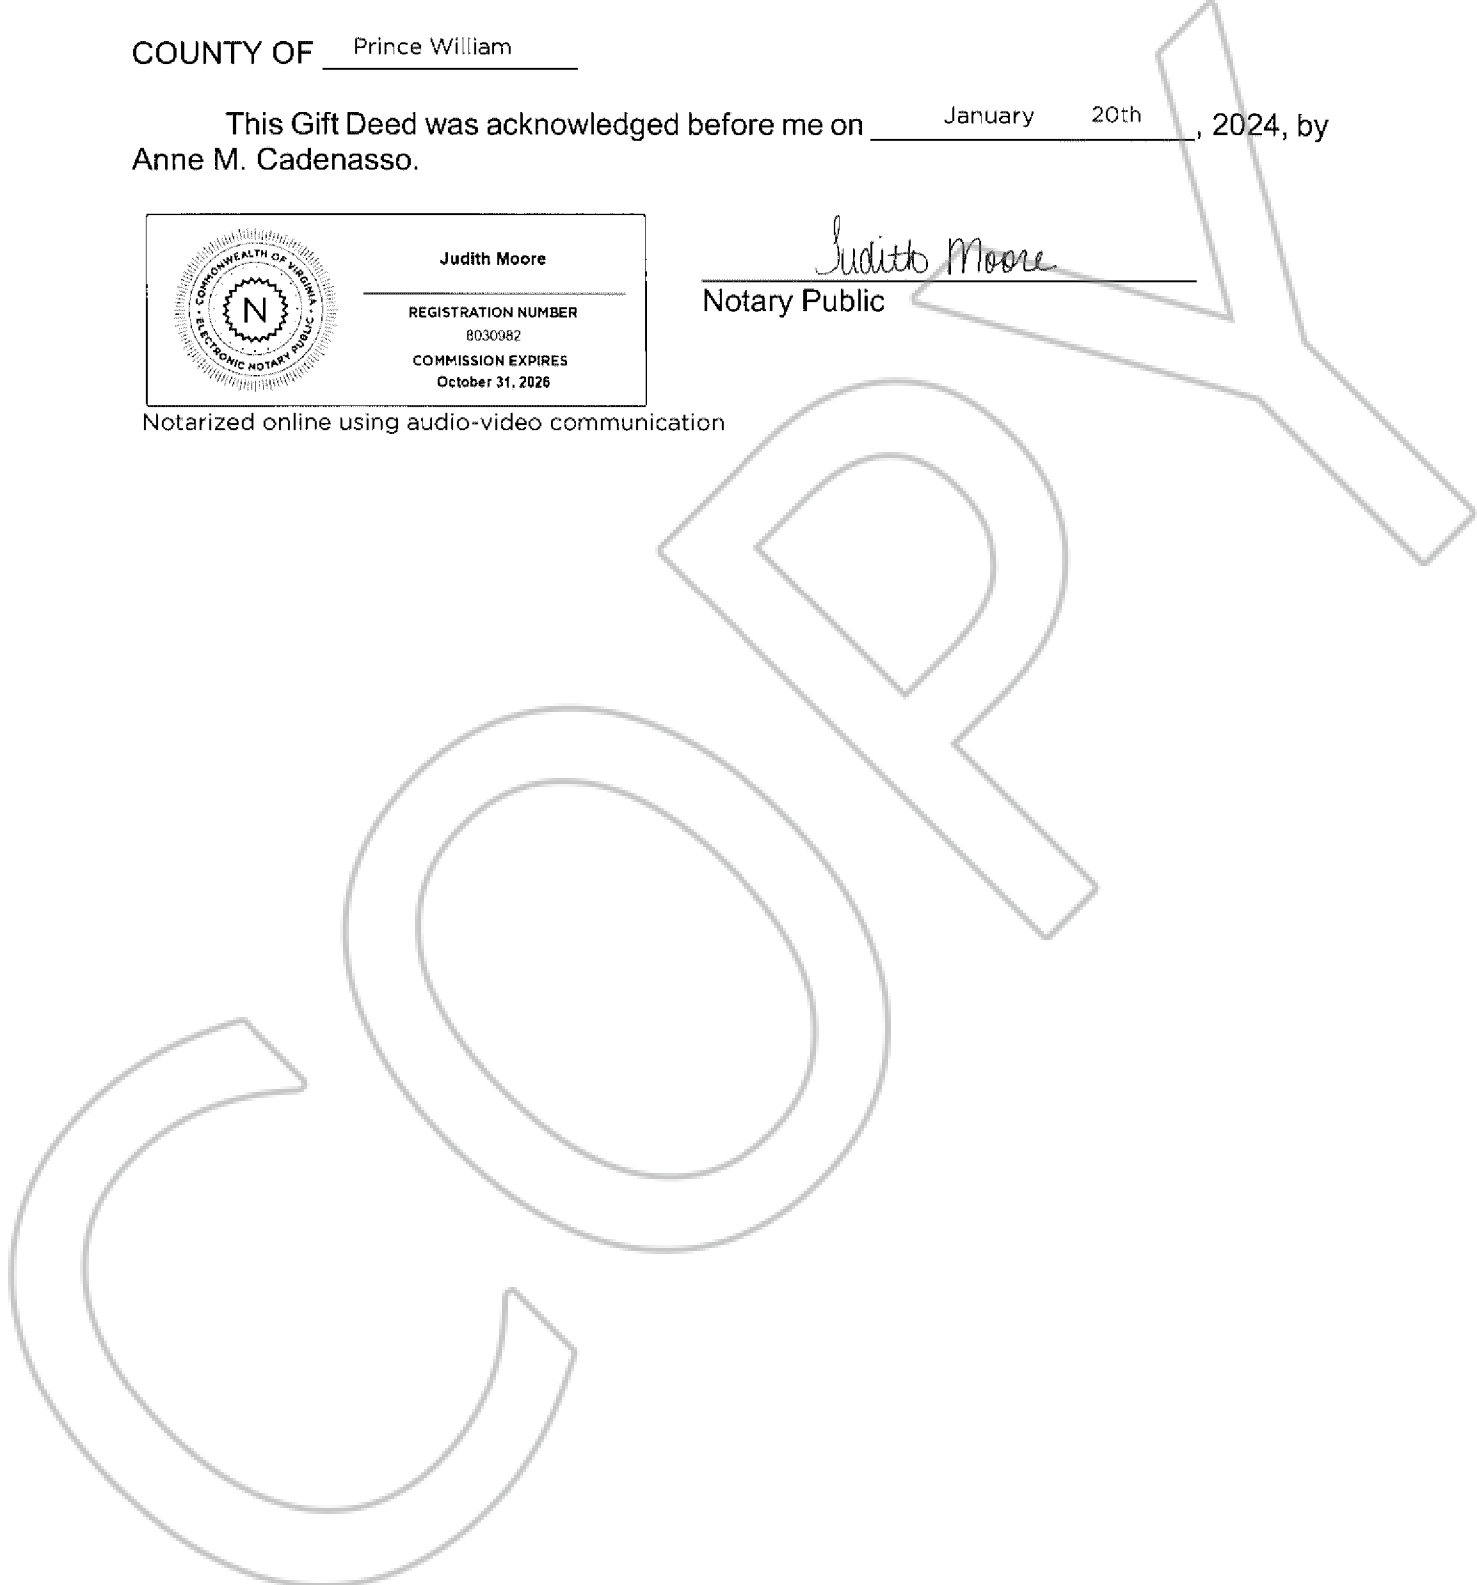 COUNTY OF Prince William
This Gift Deed was acknowledged before me on January 20th, 2024, by
Anne M. Cadenasso.
COMMONWEALTH OF VIRGINIA
N
ELECTRONIC NOTARY PUBLIC
Judith Moore
REGISTRATION NUMBER
8030982
COMMISSION EXPIRES
October 31, 2026
Judith Moore
Notary Public
Notarized online using audio-video communication
COPY